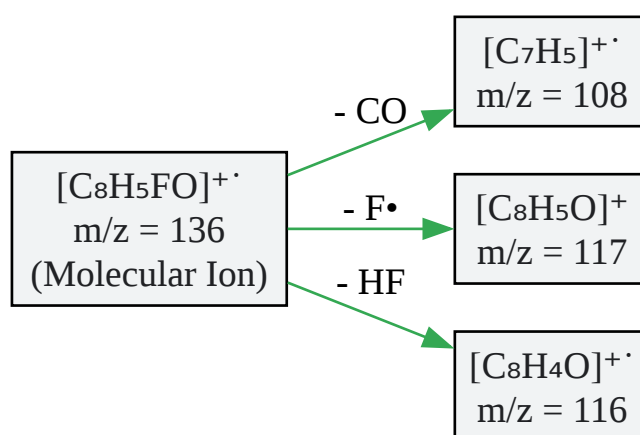 [C₇H₅]⁺˙
m/z = 108
- CO
[C₈H₅FO]⁺˙
m/z = 136
(Molecular Ion)
- F•
[C₈H₅O]⁺
m/z = 117
- HF
[C₈H₄O]⁺˙
m/z = 116